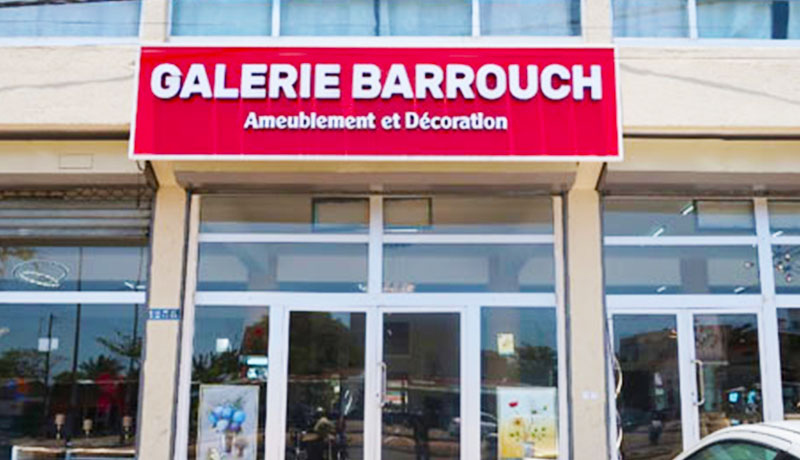 GALERIE BARROUCH
Ameublement et Décoration